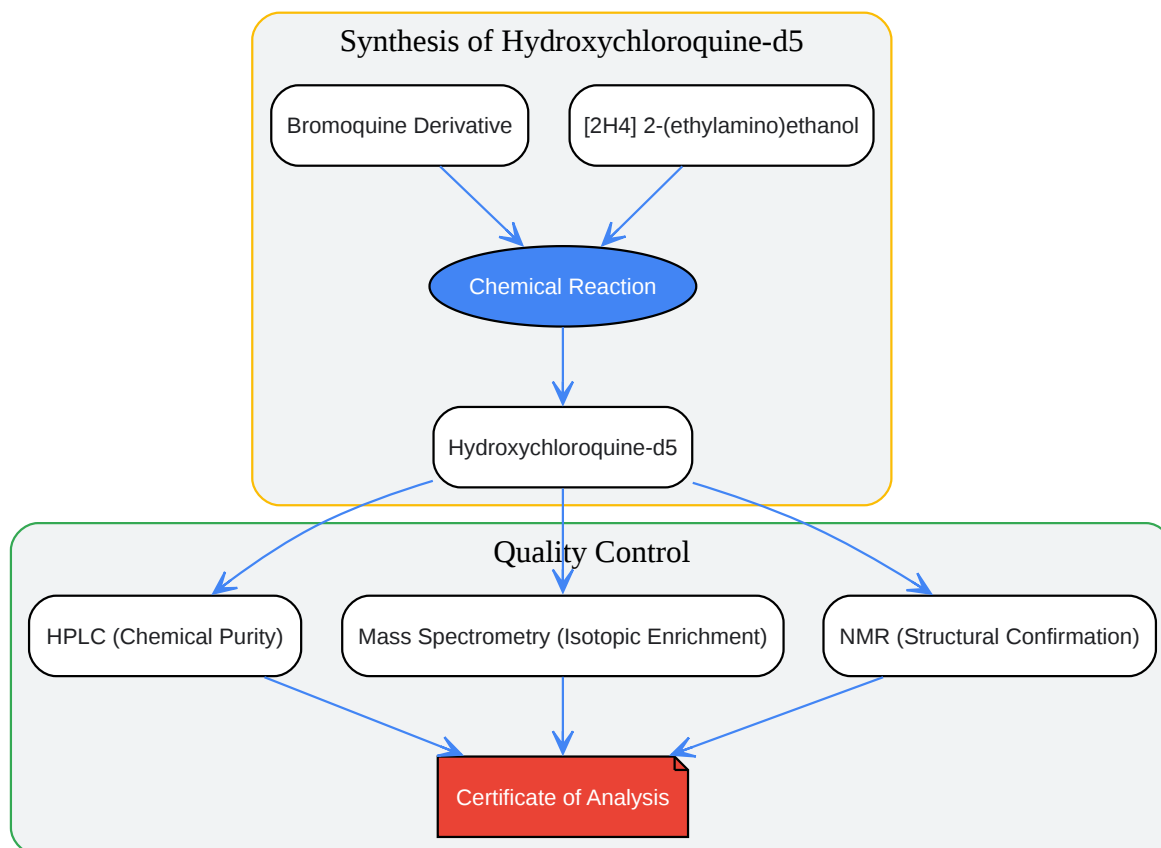 Synthesis of Hydroxychloroquine-d5
Bromoquine Derivative
[2H4] 2-(ethylamino)ethanol
Chemical Reaction
Hydroxychloroquine-d5
Quality Control
HPLC (Chemical Purity)
Mass Spectrometry (Isotopic Enrichment)
NMR (Structural Confirmation)
Certificate of Analysis